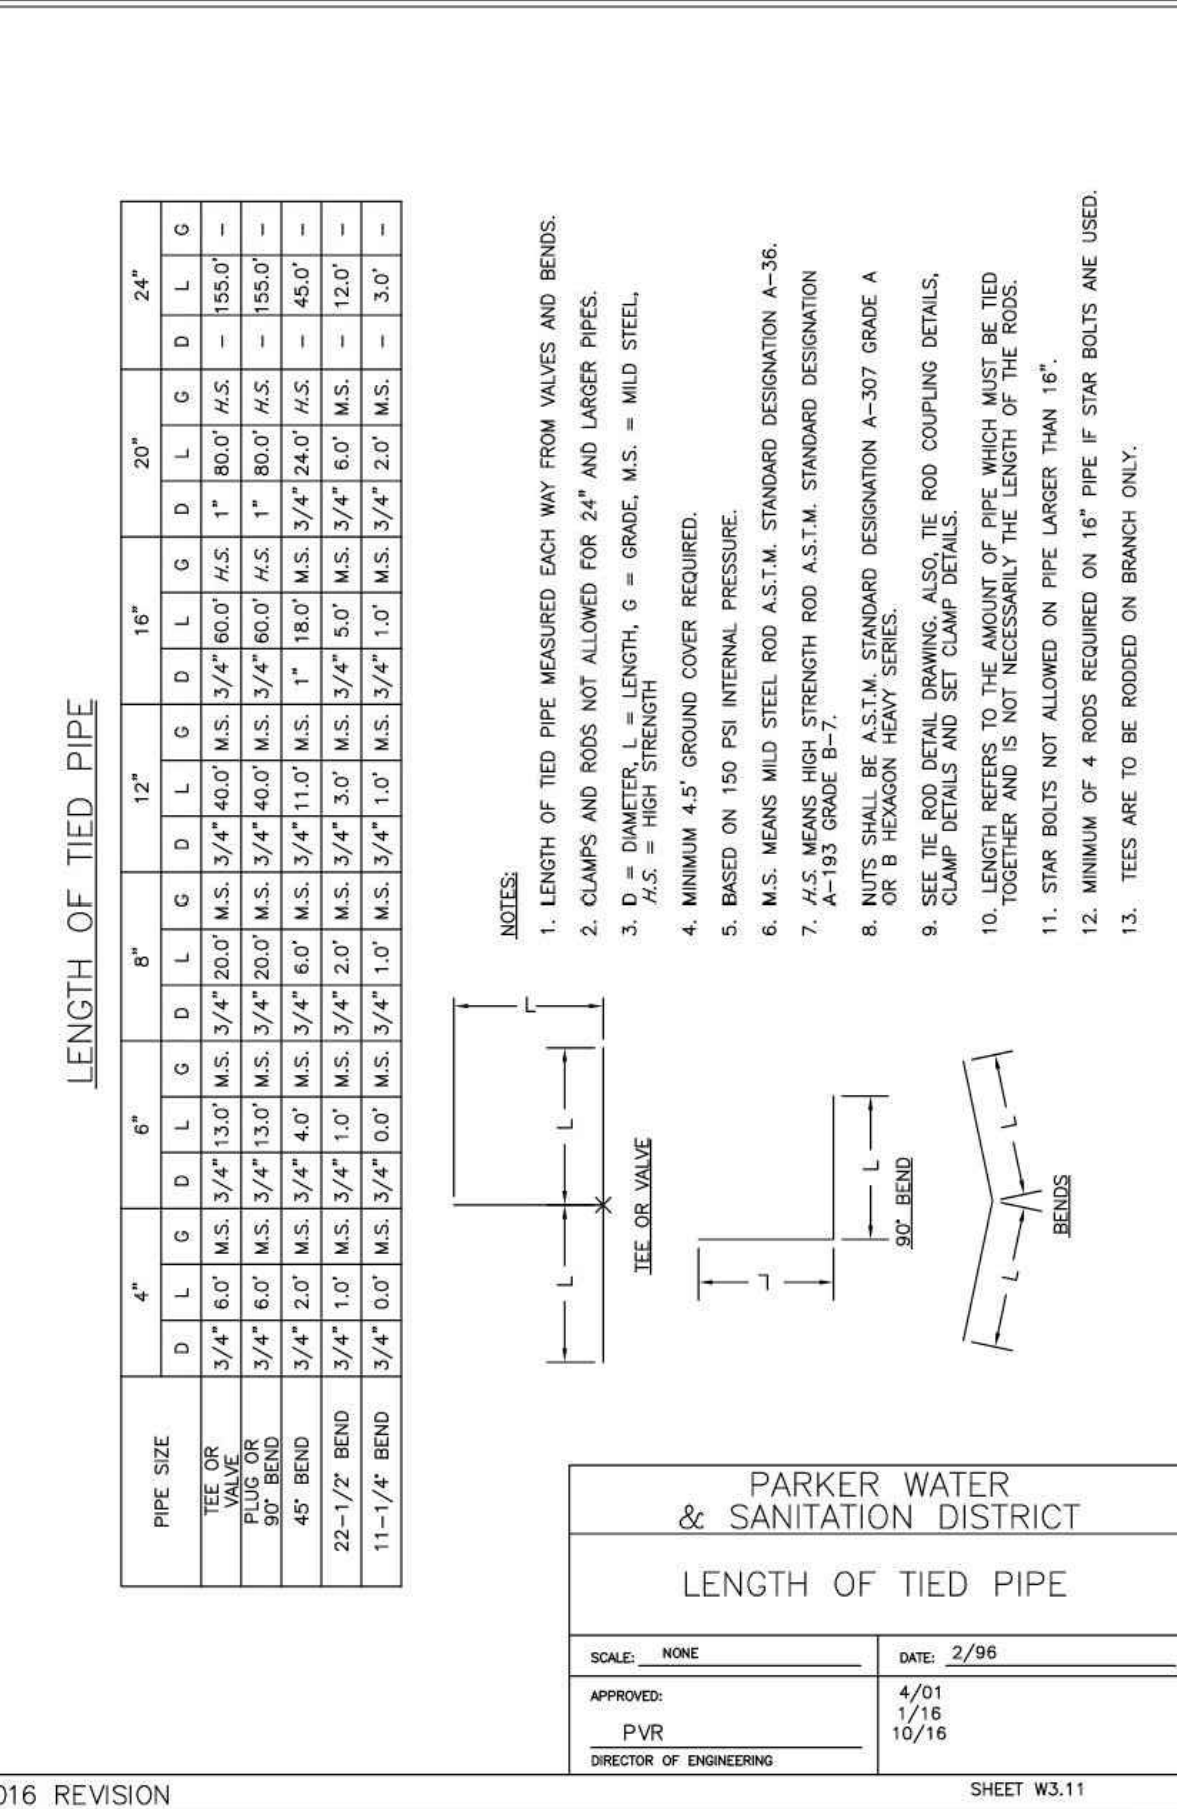 LENGTH OF TIED PIPE
PIPE SIZE 4" 6" 8" 12" 16" 20" 24"
D L G D L G D L G D L G D L G D L G D L G
TEE OR VALVE 3/4" 6.0' M.S. 3/4" 13.0' M.S. 3/4" 20.0' M.S. 3/4" 40.0' M.S. 3/4" 60.0' H.S. 1" 80.0' H.S. – 155.0' –
PLUG OR 90° BEND 3/4" 6.0' M.S. 3/4" 13.0' M.S. 3/4" 20.0' M.S. 3/4" 40.0' M.S. 3/4" 60.0' H.S. 1" 80.0' H.S. – 155.0' –
45° BEND 3/4" 2.0' M.S. 3/4" 4.0' M.S. 3/4" 6.0' M.S. 3/4" 11.0' M.S. 1" 18.0' M.S. 3/4" 24.0' H.S. – 45.0' –
22–1/2° BEND 3/4" 1.0' M.S. 3/4" 1.0' M.S. 3/4" 2.0' M.S. 3/4" 3.0' M.S. 3/4" 5.0' M.S. 3/4" 6.0' M.S. – 12.0' –
11–1/4° BEND 3/4" 0.0' M.S. 3/4" 0.0' M.S. 3/4" 1.0' M.S. 3/4" 1.0' M.S. 3/4" 1.0' M.S. 3/4" 2.0' M.S. – 3.0' –
L
L
L
TEE OR VALVE
L
L
90° BEND
L
L
BENDS
NOTES:
1. LENGTH OF TIED PIPE MEASURED EACH WAY FROM VALVES AND BENDS.
2. CLAMPS AND RODS NOT ALLOWED FOR 24" AND LARGER PIPES.
3. D = DIAMETER, L = LENGTH, G = GRADE, M.S. = MILD STEEL,
H.S. = HIGH STRENGTH
4. MINIMUM 4.5' GROUND COVER REQUIRED.
5. BASED ON 150 PSI INTERNAL PRESSURE.
6. M.S. MEANS MILD STEEL ROD A.S.T.M. STANDARD DESIGNATION A–36.
7. H.S. MEANS HIGH STRENGTH ROD A.S.T.M. STANDARD DESIGNATION
A–193 GRADE B–7.
8. NUTS SHALL BE A.S.T.M. STANDARD DESIGNATION A–307 GRADE A
OR B HEXAGON HEAVY SERIES.
9. SEE TIE ROD DETAIL DRAWING. ALSO, TIE ROD COUPLING DETAILS,
CLAMP DETAILS AND SET CLAMP DETAILS.
10. LENGTH REFERS TO THE AMOUNT OF PIPE WHICH MUST BE TIED
TOGETHER AND IS NOT NECESSARILY THE LENGTH OF THE RODS.
11. STAR BOLTS NOT ALLOWED ON PIPE LARGER THAN 16".
12. MINIMUM OF 4 RODS REQUIRED ON 16" PIPE IF STAR BOLTS ANE USED.
13. TEES ARE TO BE RODDED ON BRANCH ONLY.
PARKER WATER
& SANITATION DISTRICT
LENGTH OF TIED PIPE
SCALE: NONE
DATE: 2/96
APPROVED:
PVR
DIRECTOR OF ENGINEERING
4/01
1/16
10/16
016 REVISION
SHEET W3.11